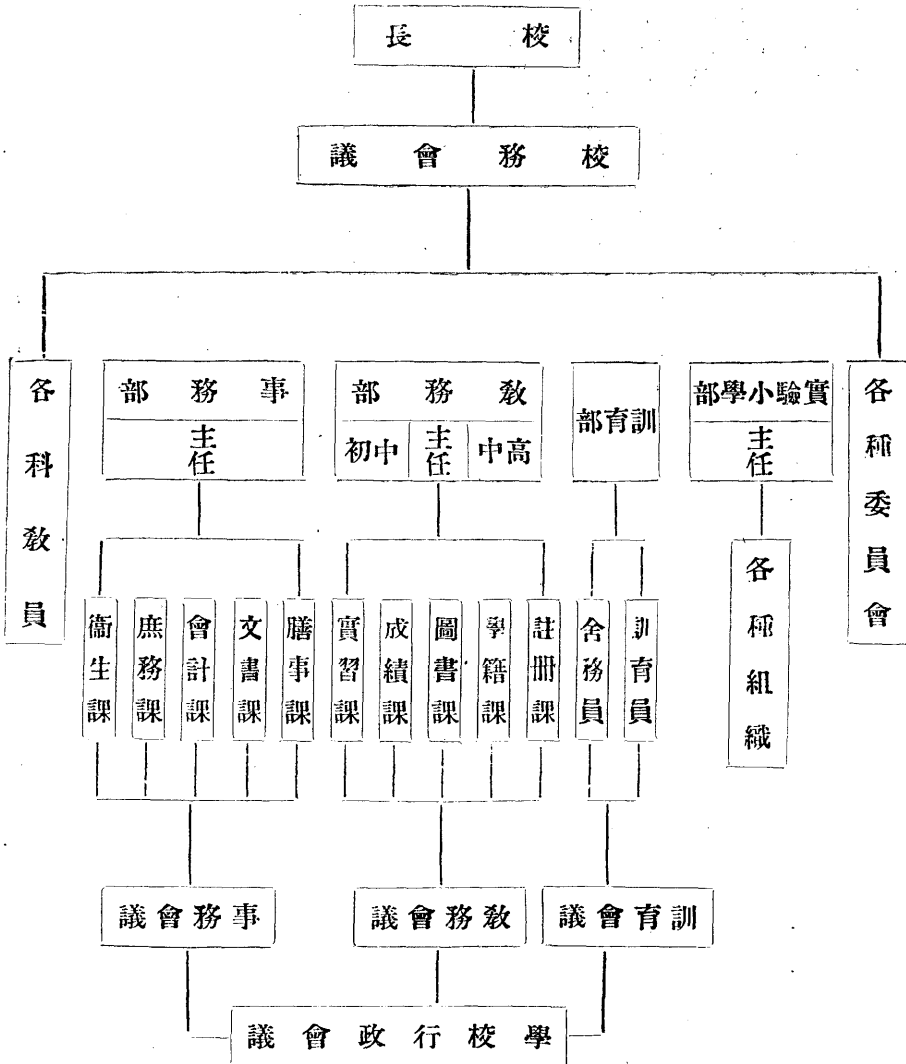 校長
校務會議
各種委員會
實驗小學部
主任
訓育部
教務部
高中
主任
初中
事務部
主任
各科教員
各種組織
訓育員
舍務員
註冊課
學籍課
圖書課
成績課
實習課
膳事課
文書課
會計課
庶務課
衞生課
訓育會議
教務會議
事務會議
學校行政會議